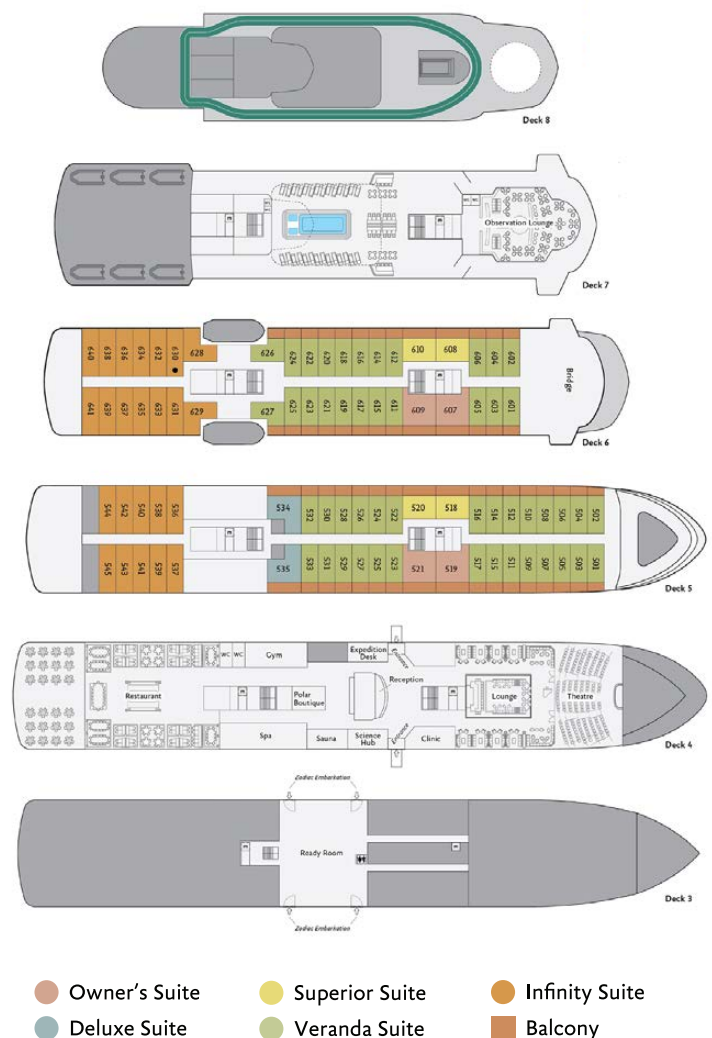 Deck 8
WC WC
Observation Lounge
Deck 7
640 638 636 634 632 630 628 626 624 622 620 618 616 614 612 610 608 606 604 602
Bridge
641 639 637 635 633 631 629 627 625 623 621 619 617 615 611 609 607 605 603 601
Deck 6
544 542 540 538 536 534 532 530 528 526 524 522 520 518 516 514 512 510 508 506 504 502
545 543 541 539 537 535 533 531 529 527 525 523 521 519 517 515 511 509 507 505 503 501
Deck 5
WC WC Gym Expedition
Desk
Entrance
Reception
Restaurant
Polar
Boutique
Lounge
Theatre
Spa
Sauna
Science
Hub
Entrance
Clinic
Deck 4
Zodiac Embarkation
Ready Room
Deck 3
Zodiac Embarkation
Owner's Suite
Superior Suite
Infinity Suite
Deluxe Suite
Veranda Suite
Balcony